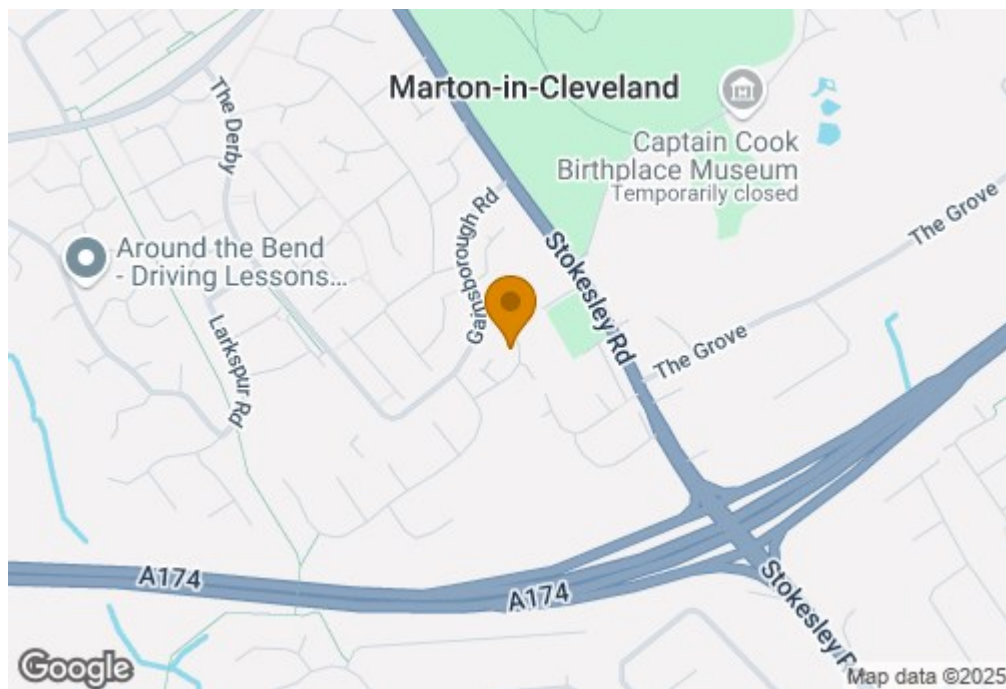 Marton-in-Cleveland
Captain Cook
Birthplace Museum
Temporarily closed
The Derby
Gainsborough Rd
Around the Bend
- Driving Lessons...
Larkspur Rd
Stokesley Rd
The Grove
The Grove
A174
A174
Stokesley Rd
Google
Map data ©2025